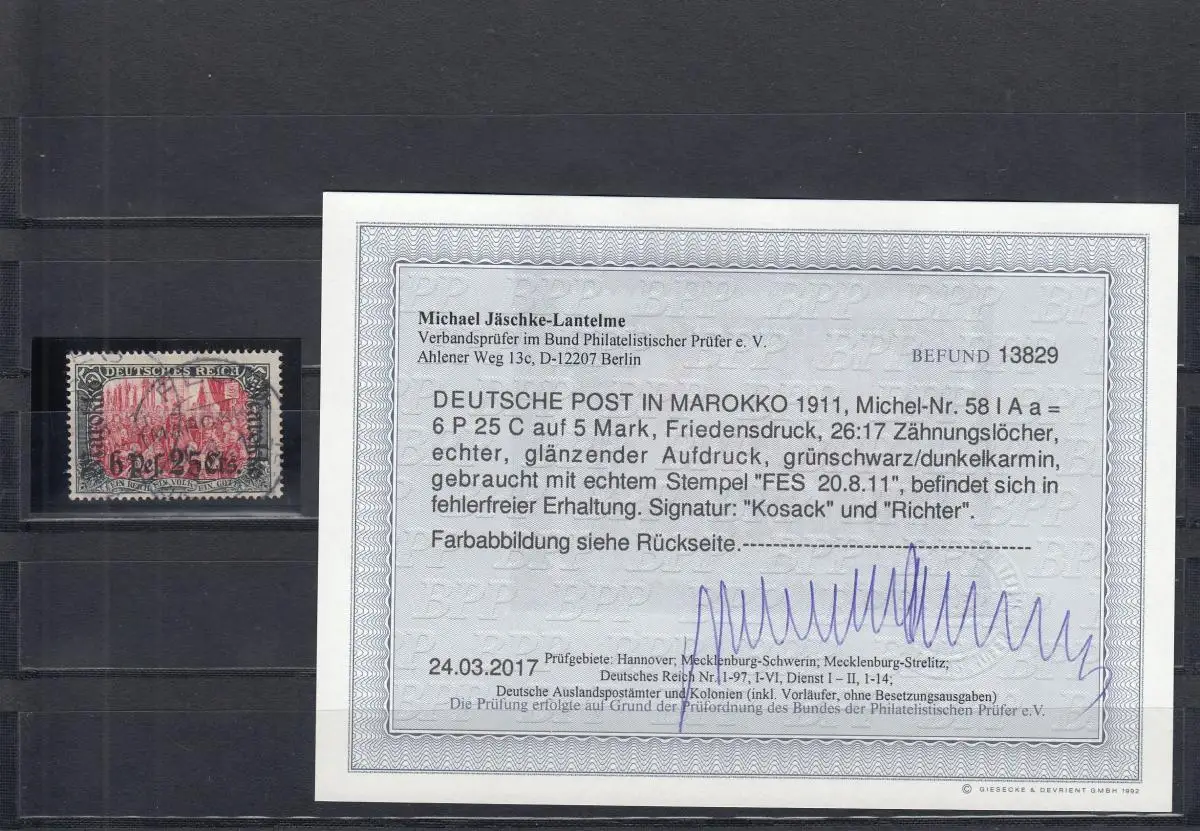 DEUTSCHES REICH
Marokko
6 Pes. 25 Cts.
Michael Jäschke-Lantelme
Verbandsprüfer im Bund Philatelistischer Prüfer e. V.
Ahlener Weg 13c, D-12207 Berlin
BEFUND 13829
DEUTSCHE POST IN MAROKKO 1911, Michel-Nr. 58 I A a =
6 P 25 C auf 5 Mark, Friedensdruck, 26:17 Zähnungslöcher,
echter, glänzender Aufdruck, grünschwarz/dunkelkarmin,
gebraucht mit echtem Stempel "FES 20.8.11", befindet sich in
fehlerfreier Erhaltung. Signatur: "Kosack" und "Richter".
Farbabbildung siehe Rückseite.-------------------------------------
24.03.2017
Prüfgebiete: Hannover; Mecklenburg-Schwerin; Mecklenburg-Strelitz;
Deutsches Reich Nr. 1-97, I-VI, Dienst I – II, 1-14;
Deutsche Auslandspostämter und Kolonien (inkl. Vorläufer, ohne Besetzungsausgaben)
Die Prüfung erfolgte auf Grund der Prüfordnung des Bundes der Philatelistischen Prüfer e.V.
© GIESECKE & DEVRIENT GMBH 1992